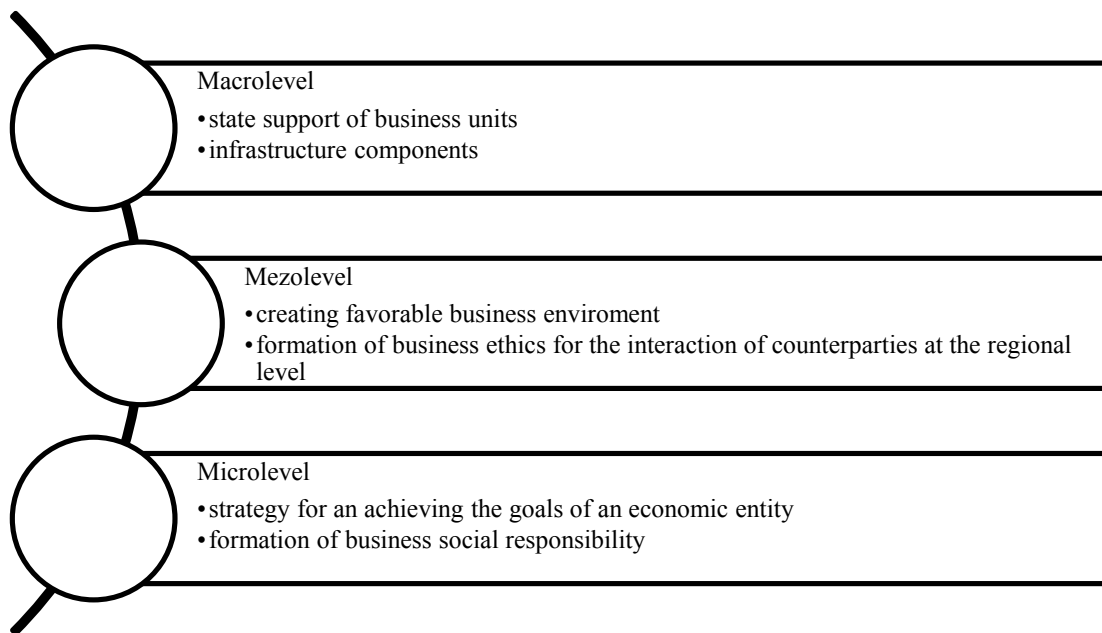 Macrolevel
•state support of business units
•infrastructure components
Mezolevel
•creating favorable business enviroment
•formation of business ethics for the interaction of counterparties at the regional
level
Microlevel
•strategy for an achieving the goals of an economic entity
•formation of business social responsibility